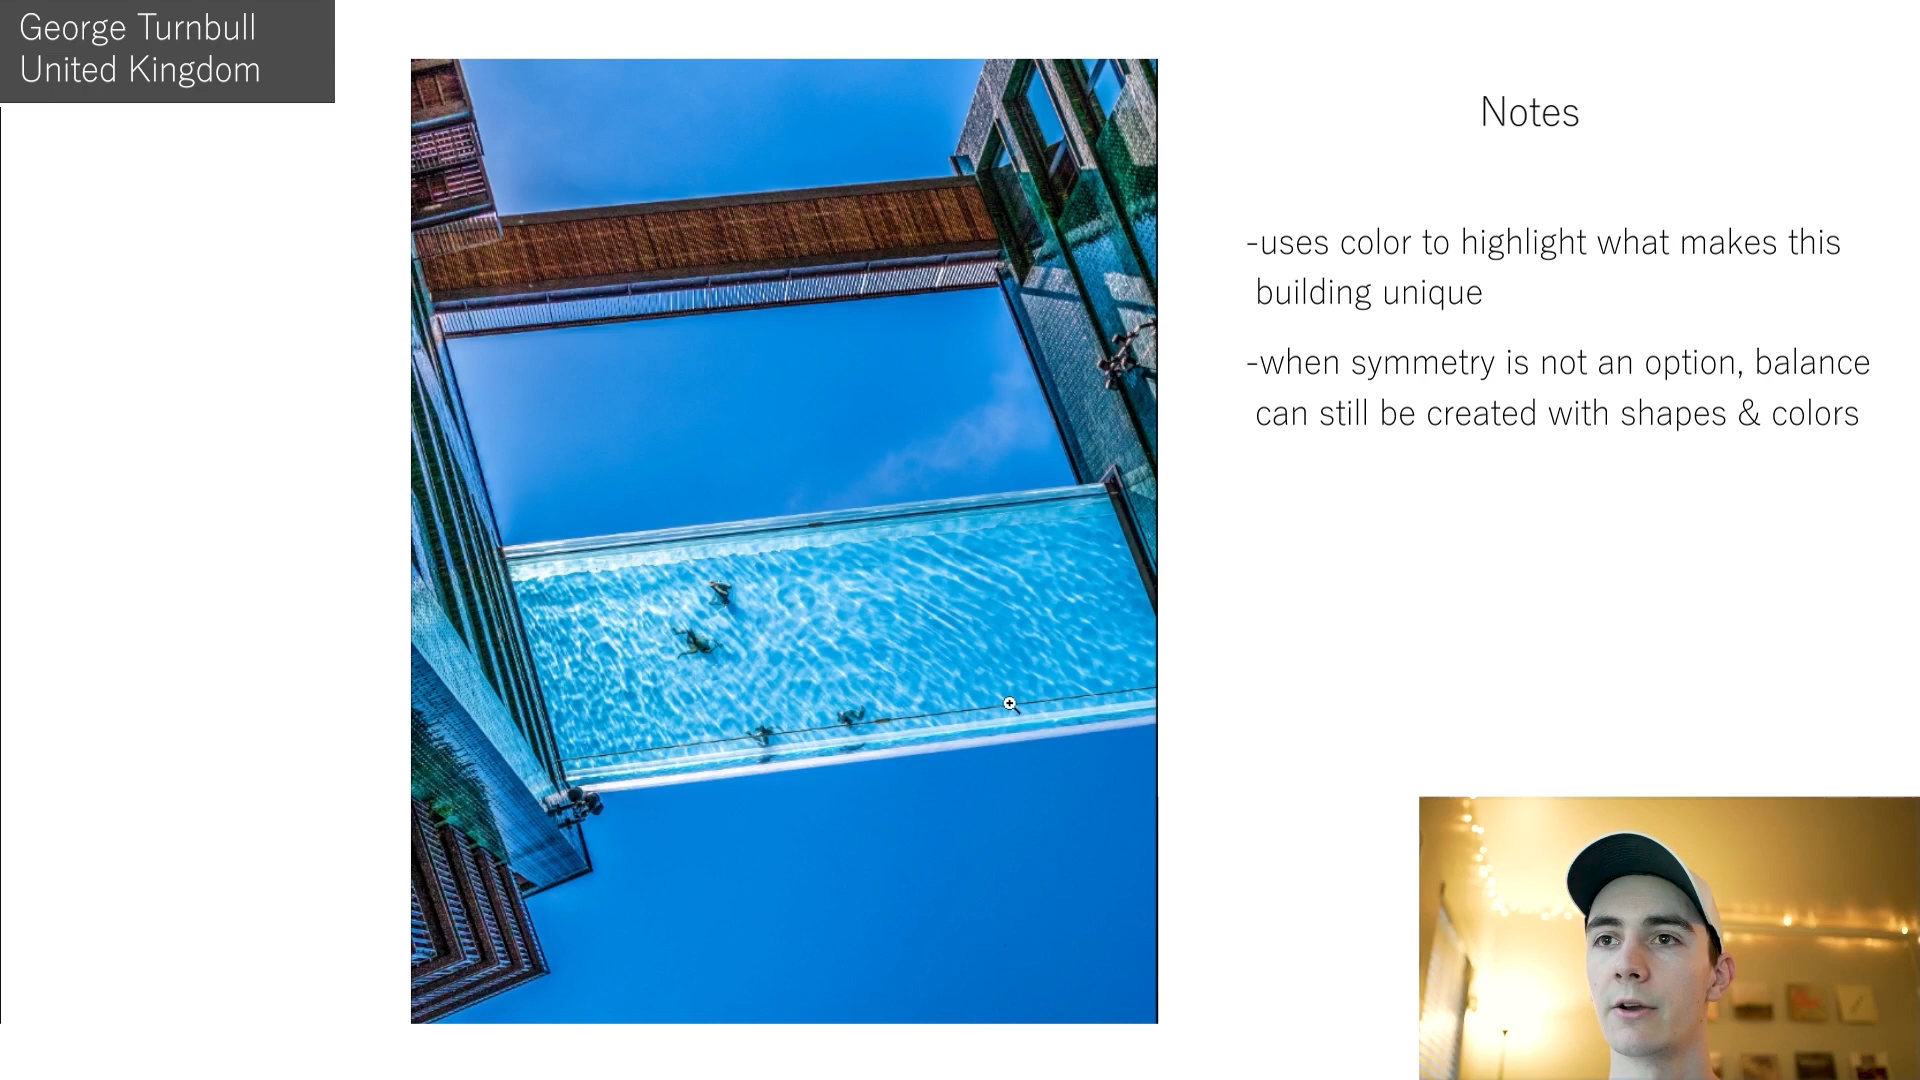 George Turnbull
United Kingdom
Notes
-uses color to highlight what makes this
building unique
-when symmetry is not an option, balance
can still be created with shapes & colors